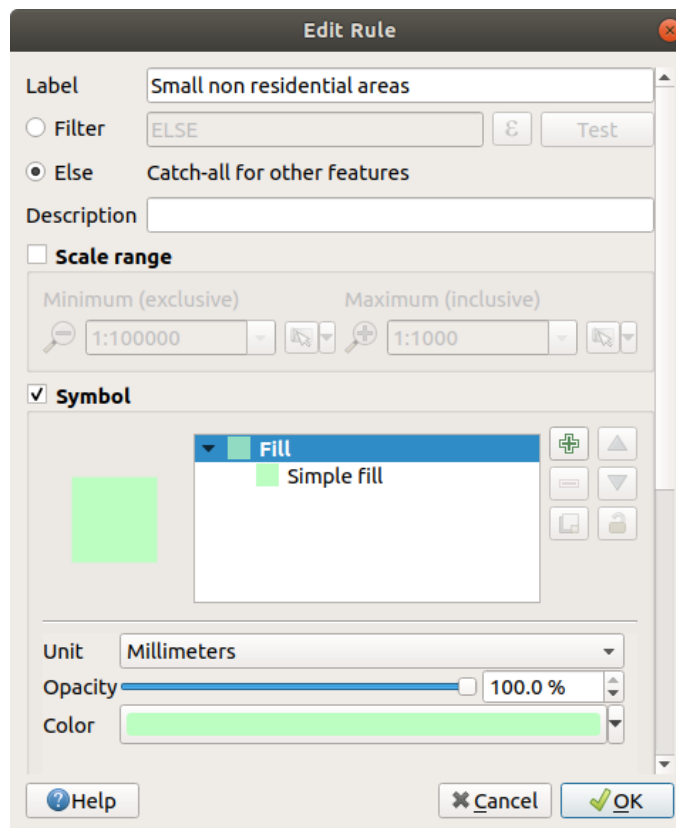 Edit Rule
Label Small non residential areas
Filter ELSE ε Test
Else Catch-all for other features
Description
Scale range
Minimum (exclusive) Maximum (inclusive)
1:100000 1:1000
Symbol
Fill
Simple fill
Unit Millimeters
Opacity 100.0 %
Color
Help Cancel OK